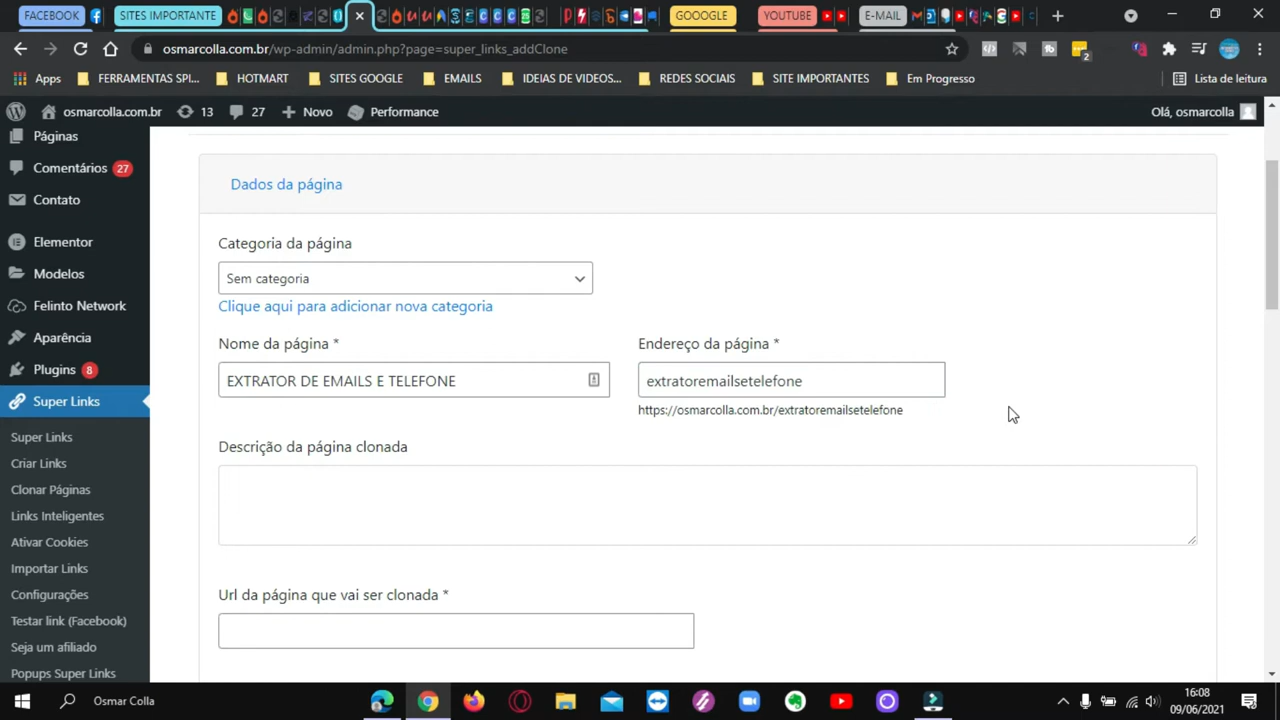 FACEBOOK
SITES IMPORTANTE
GOOOGLE
YOUTUBE
E-MAIL
osmarcolla.com.br/wp-admin/admin.php?page=super_links_addClone
2
Apps
FERRAMENTAS SPI...
HOTMART
SITES GOOGLE
EMAILS
IDEIAS DE VIDEOS...
REDES SOCIAIS
SITE IMPORTANTES
Em Progresso
Lista de leitura
osmarcolla.com.br
13
27
Novo
Performance
Olá, osmarcolla
Páginas
Comentários 27
Contato
Elementor
Modelos
Felinto Network
Aparência
Plugins 8
Super Links
Super Links
Criar Links
Clonar Páginas
Links Inteligentes
Ativar Cookies
Importar Links
Configurações
Testar link (Facebook)
Seja um afiliado
Popups Super Links
Dados da página
Categoria da página
Sem categoria
Clique aqui para adicionar nova categoria
Nome da página *
EXTRATOR DE EMAILS E TELEFONE
Endereço da página *
extratoremailsetelefone
https://osmarcolla.com.br/extratoremailsetelefone
Descrição da página clonada
Url da página que vai ser clonada *
Osmar Colla
16:08
09/06/2021